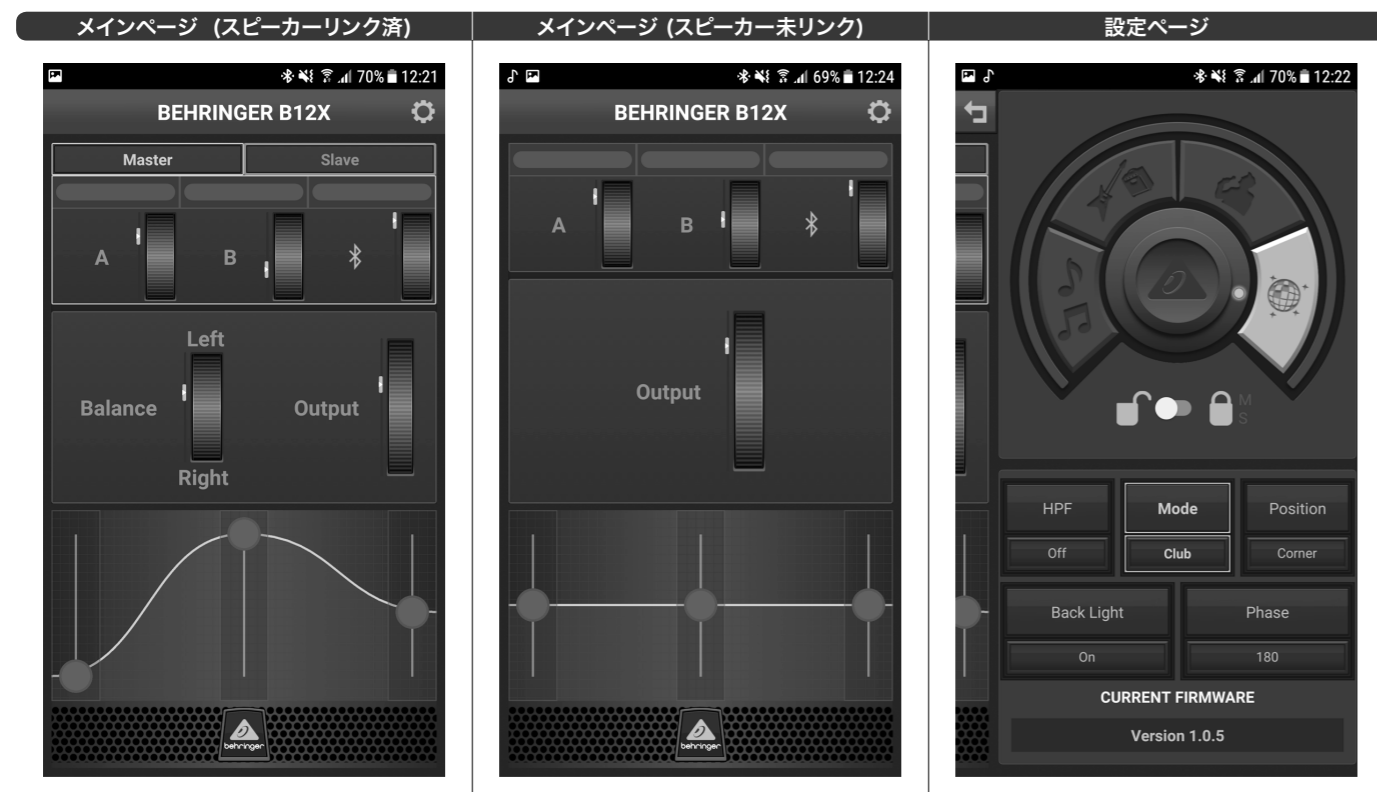 メインページ (スピーカーリンク済)
70% 12:21
BEHRINGER B12X
Master Slave
A B
Left
Balance Output
Right
behringer
メインページ (スピーカー未リンク)
69% 12:24
BEHRINGER B12X
A B
Output
behringer
設定ページ
70% 12:22
M
S
HPF Mode Position
Off Club Corner
Back Light Phase
On 180
CURRENT FIRMWARE
Version 1.0.5